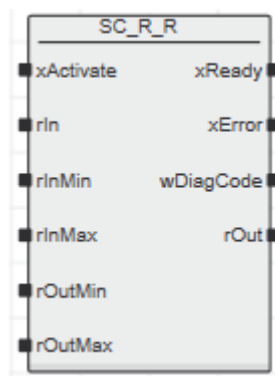 SC_R_R
xActivate xReady
rIn xError
rInMin wDiagCode
rInMax rOut
rOutMin
rOutMax